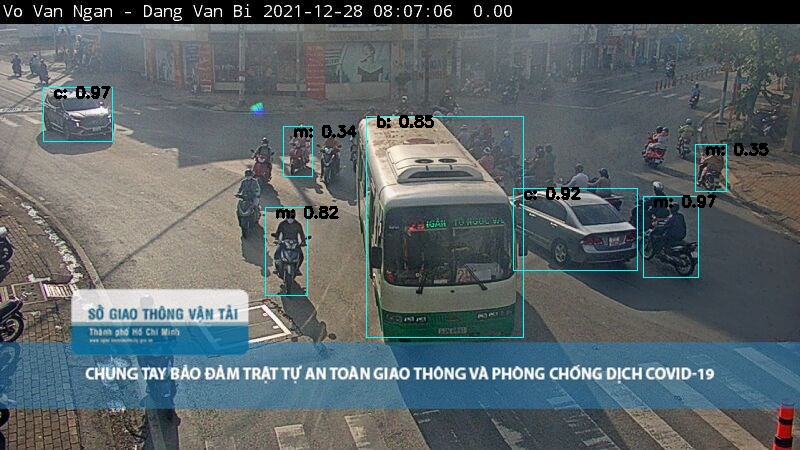 Vo Van Ngan - Dang Van Bi 2021-12-28 08:07:06 0.00
c: 0.97
b: 0.85
m: 0.34
m: 0.35
c: 0.92
m: 0.97
m: 0.82
SỞ GIAO THÔNG VẬN TẢI
Thành phố Hồ Chí Minh
CHUNG TAY BẢO ĐẢM TRẬT TỰ AN TOÀN GIAO THÔNG VÀ PHÒNG CHỐNG DỊCH COVID-19